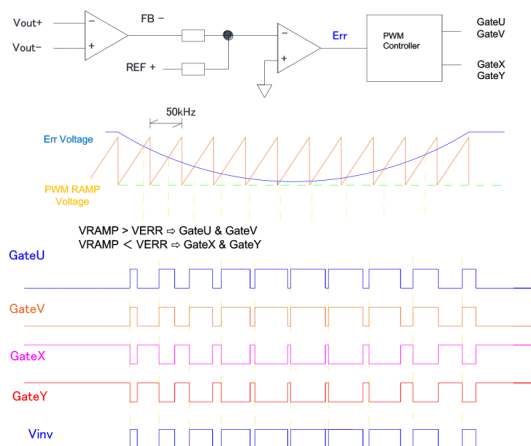 Vout+
Vout−
−
+
FB −
REF +
−
+
Err
PWM
Controller
GateU
GateV
GateX
GateY
50kHz
Err Voltage
PWM RAMP
Voltage
VRAMP > VERR ⇨ GateU & GateV
VRAMP < VERR ⇨ GateX & GateY
GateU
GateV
GateX
GateY
Vinv